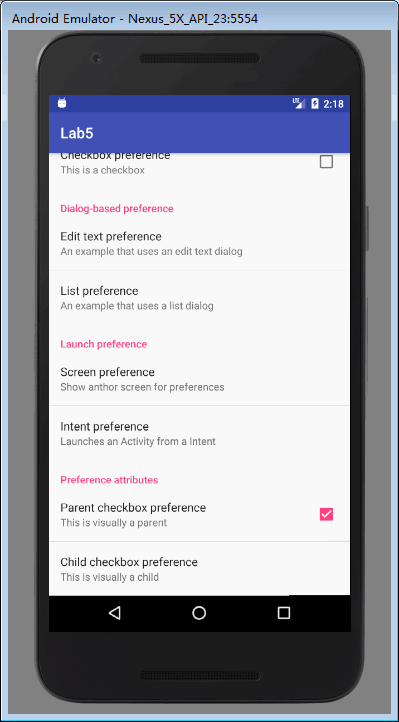 Android Emulator - Nexus_5X_API_23:5554
LTE 2:18
Lab5
Checkbox preference
This is a checkbox
Dialog-based preference
Edit text preference
An example that uses an edit text dialog
List preference
An example that uses a list dialog
Launch preference
Screen preference
Show anthor screen for preferences
Intent preference
Launches an Activity from a Intent
Preference attributes
Parent checkbox preference
This is visually a parent
Child checkbox preference
This is visually a child